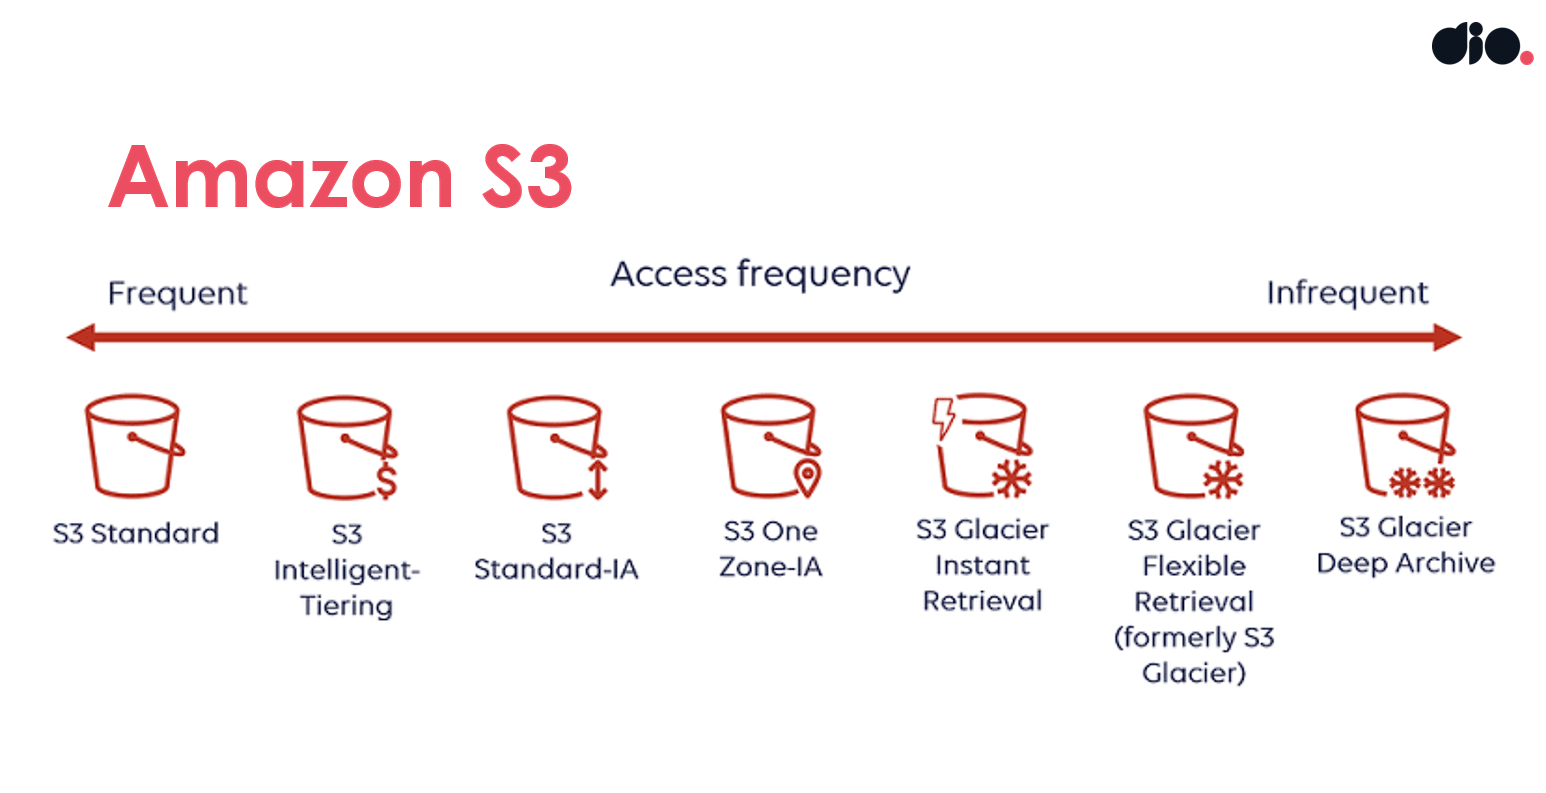 dio.
Amazon S3
Access frequency
Frequent
Infrequent
S3 Standard
S3
Intelligent-
Tiering
S3
Standard-IA
S3 One
Zone-IA
S3 Glacier
Instant
Retrieval
S3 Glacier
Flexible
Retrieval
(formerly S3
Glacier)
S3 Glacier
Deep Archive